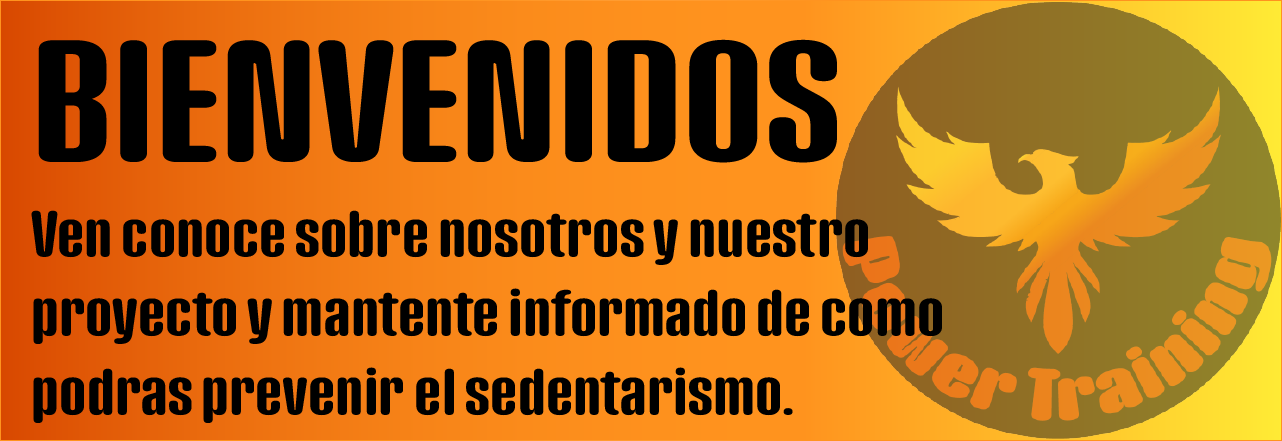 BIENVENIDOS
Ven conoce sobre nosotros y nuestro
proyecto y mantente informado de como
podras prevenir el sedentarismo.
Power Training